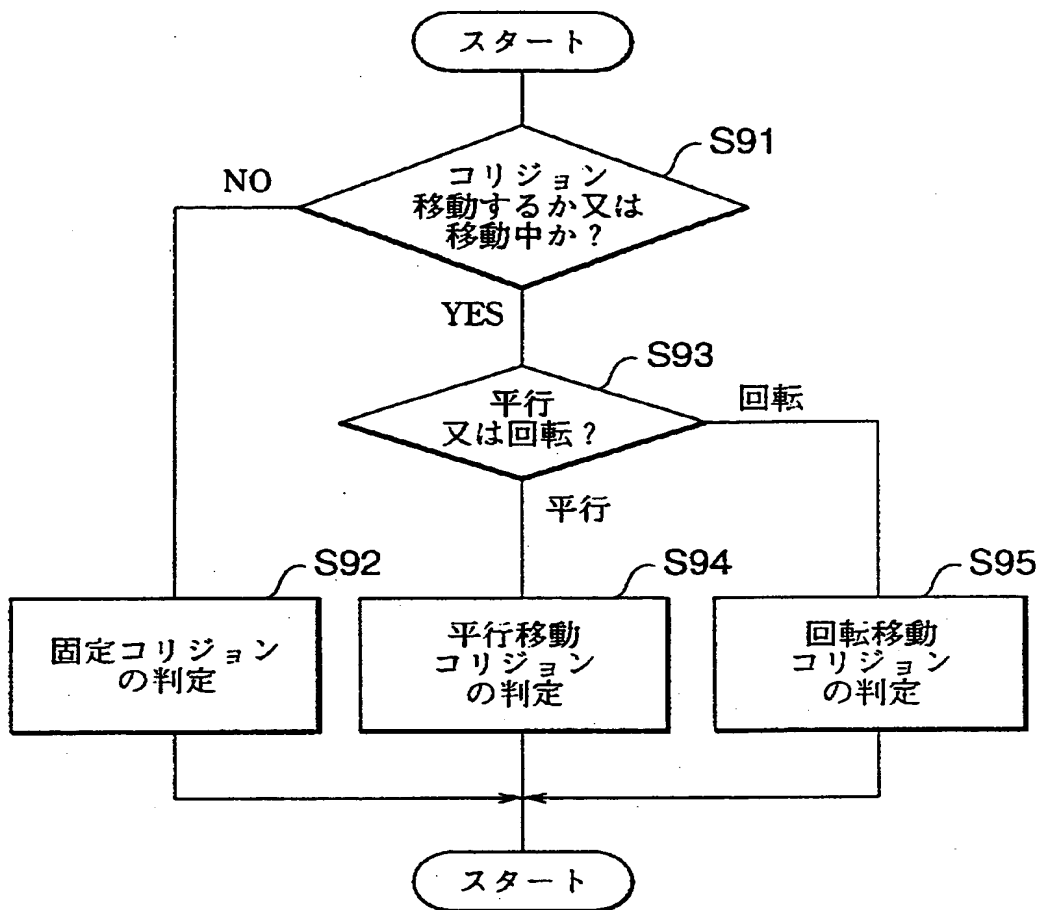 スタート
S91
コリジョン
移動するか又は
移動中か?
NO
YES
S93
平行
又は回転?
回転
平行
S92
固定コリジョン
の判定
S94
平行移動
コリジョン
の判定
S95
回転移動
コリジョン
の判定
スタート